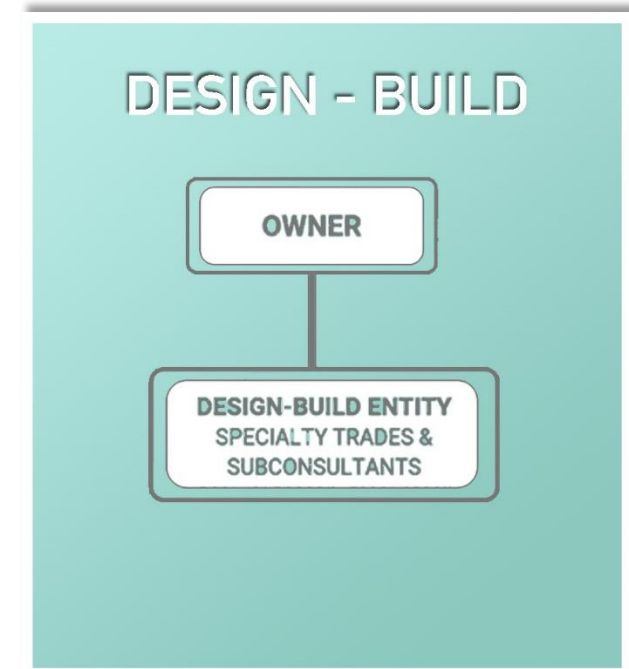 DESIGN - BUILD
OWNER
DESIGN-BUILD ENTITY
SPECIALTY TRADES &
SUBCONSULTANTS